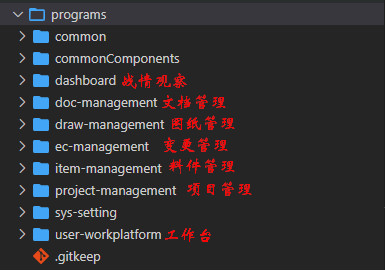 programs
common
commonComponents
dashboard 战情观察
doc-management 文档管理
draw-management 图纸管理
ec-management 变更管理
item-management 料件管理
project-management 项目管理
sys-setting
user-workplatform 工作台
.gitkeep